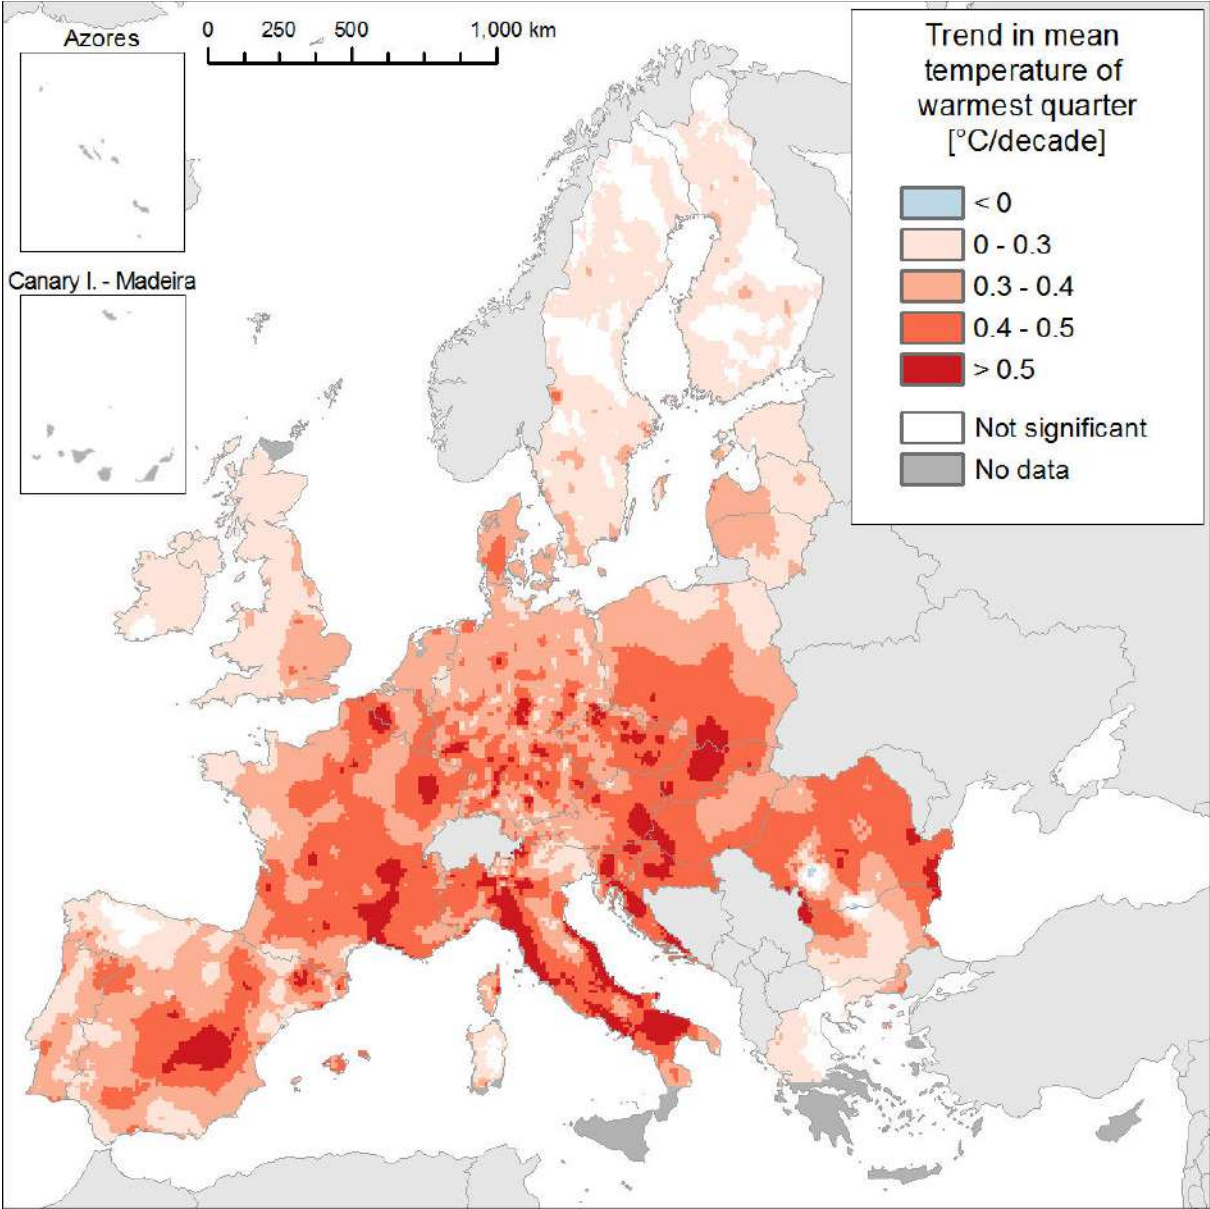 Azores
0 250 500 1,000 km
Canary I. - Madeira
Trend in mean
temperature of
warmest quarter
[°C/decade]
< 0
0 - 0.3
0.3 - 0.4
0.4 - 0.5
> 0.5
Not significant
No data